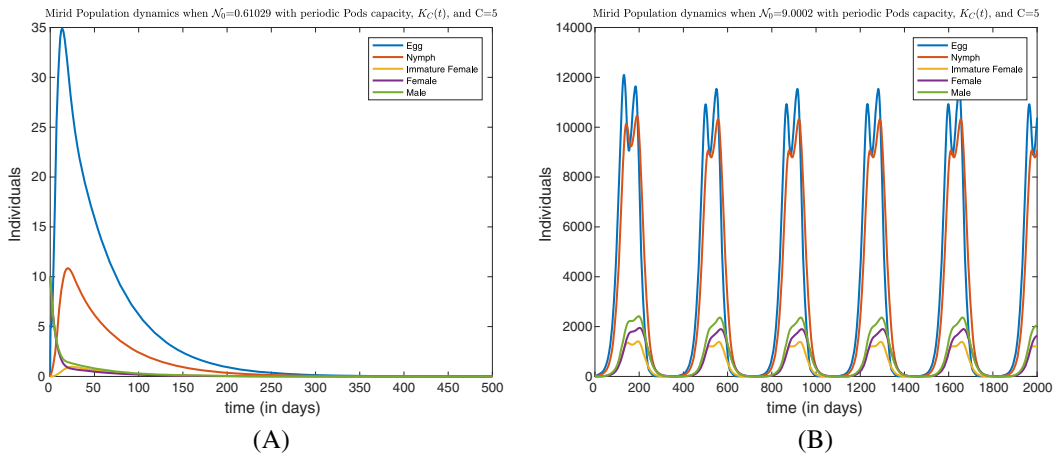 Mirid Population dynamics when N₀=0.61029 with periodic Pods capacity, K_C(t), and C=5
35
30
25
20
15
10
5
0
Individuals
Egg
Nymph
Immature Female
Female
Male
0 50 100 150 200 250 300 350 400 450 500
time (in days)
(A)
Mirid Population dynamics when N₀=9.0002 with periodic Pods capacity, K_C(t), and C=5
14000
12000
10000
8000
6000
4000
2000
0
Individuals
Egg
Nymph
Immature Female
Female
Male
0 200 400 600 800 1000 1200 1400 1600 1800 2000
time (in days)
(B)